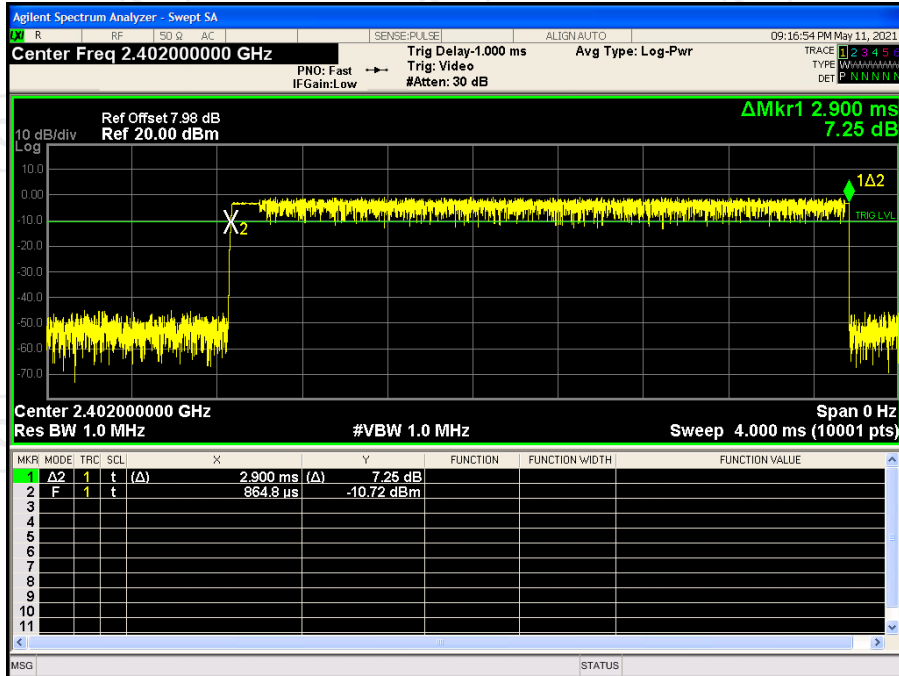 Agilent Spectrum Analyzer - Swept SA
LXI R RF 50 Ω AC SENSE:PULSE ALIGN AUTO 09:16:54 PM May 11, 2021
Center Freq 2.402000000 GHz
Trig Delay-1.000 ms Avg Type: Log-Pwr
TRACE 1 2 3 4 5 6
PNO: Fast Trig: Video
TYPE
IFGain:Low #Atten: 30 dB
DET P N N N N N
ΔMkr1 2.900 ms
7.25 dB
Ref Offset 7.98 dB
10 dB/div Ref 20.00 dBm
Log
10.0
1Δ2
0.00
TRIG LVL
-10.0
2
-20.0
-30.0
-40.0
-50.0
-60.0
-70.0
Center 2.402000000 GHz Span 0 Hz
Res BW 1.0 MHz #VBW 1.0 MHz Sweep 4.000 ms (10001 pts)
MKR MODE TRC SCL X Y FUNCTION FUNCTION WIDTH FUNCTION VALUE
1 Δ2 1 t (Δ) 2.900 ms (Δ) 7.25 dB
2 F 1 t 864.8 µs -10.72 dBm
3
4
5
6
7
8
9
10
11
MSG STATUS